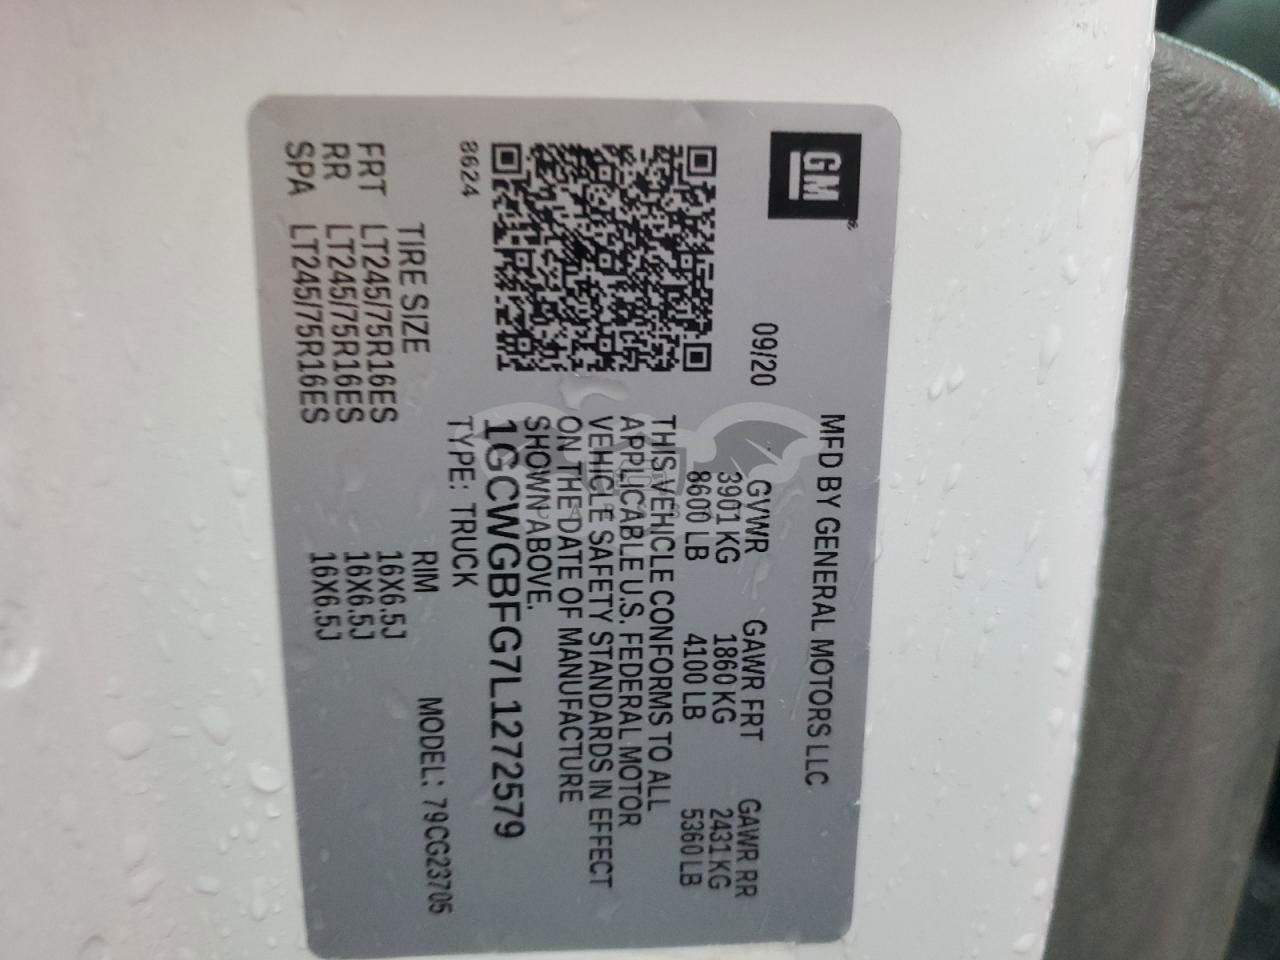 GM®
MFD BY GENERAL MOTORS LLC
09/20
GVWR GAWR FRT GAWR RR
3901 KG 1860 KG 2431 KG
8600 LB 4100 LB 5360 LB
THIS VEHICLE CONFORMS TO ALL
APPLICABLE U.S. FEDERAL MOTOR
VEHICLE SAFETY STANDARDS IN EFFECT
ON THE DATE OF MANUFACTURE
SHOWN ABOVE.
1GCWGBFG7L1272579
8624
TYPE: TRUCK
TIRE SIZE RIM MODEL: 79CG23705
FRT LT245/75R16ES 16X6.5J
RR LT245/75R16ES 16X6.5J
SPA LT245/75R16ES 16X6.5J